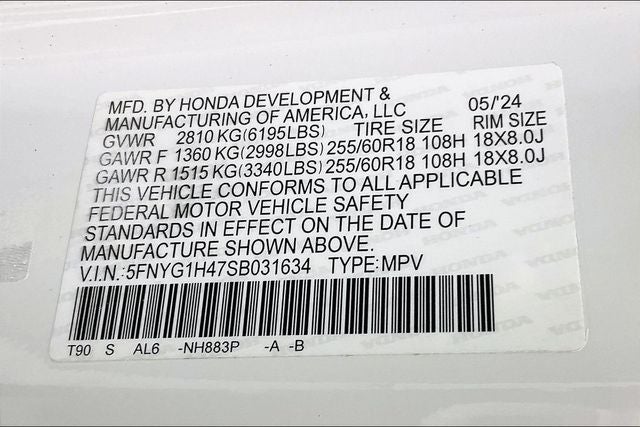 MFD. BY HONDA DEVELOPMENT &
MANUFACTURING OF AMERICA, LLC 05/'24
GVWR 2810 KG(6195LBS) TIRE SIZE RIM SIZE
GAWR F 1360 KG(2998LBS) 255/60R18 108H 18X8.0J
GAWR R 1515 KG(3340LBS) 255/60R18 108H 18X8.0J
THIS VEHICLE CONFORMS TO ALL APPLICABLE
FEDERAL MOTOR VEHICLE SAFETY
STANDARDS IN EFFECT ON THE DATE OF
MANUFACTURE SHOWN ABOVE.
V.I.N.:5FNYG1H47SB031634 TYPE:MPV
T90 S AL6 -NH883P -A -B